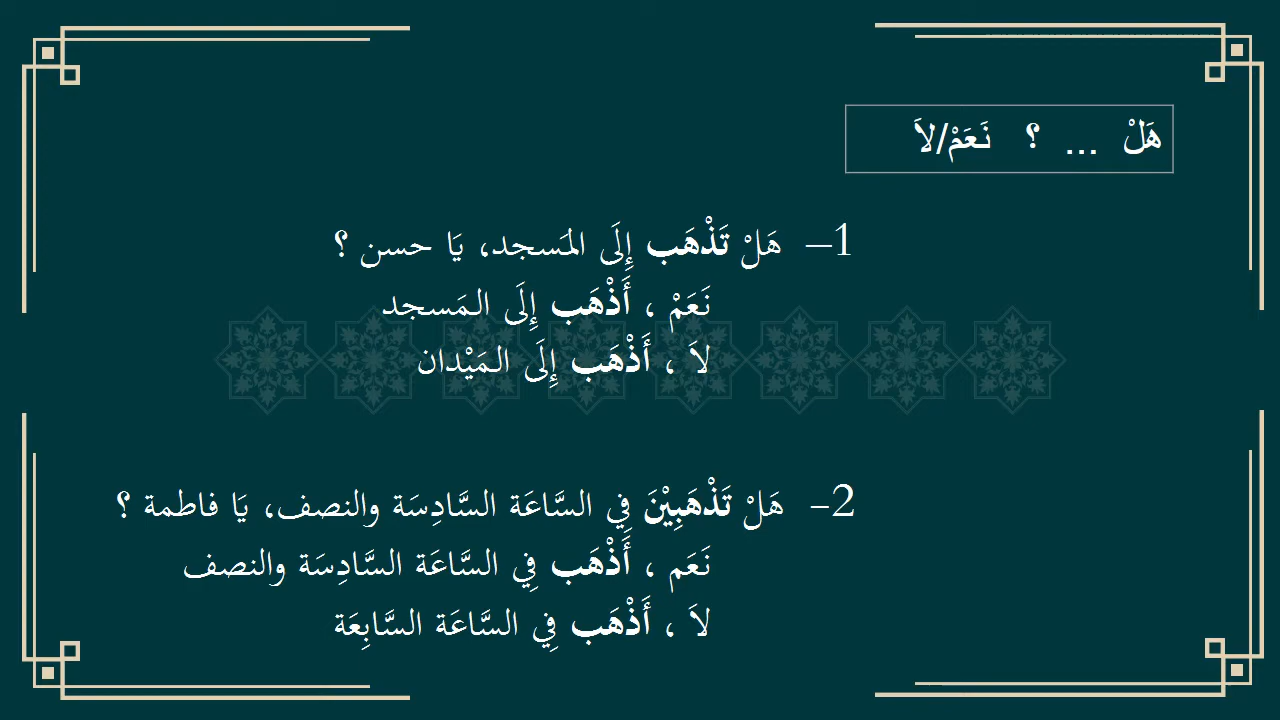 هَلْ ... ؟ نَعَمْ/لاَ
1– هَلْ تَذْهَب إِلَى المَسجد، يَا حسن ؟
نَعَمْ ، أَذْهَب إِلَى المَسجد
لاَ ، أَذْهَب إِلَى المَيْدان
2- هَلْ تَذْهَبِيْنَ فِي السَّاعَة السَّادِسَة والنصف، يَا فاطمة ؟
نَعَم ، أَذْهَب فِي السَّاعَة السَّادِسَة والنصف
لاَ ، أَذْهَب فِي السَّاعَة السَّابِعَة